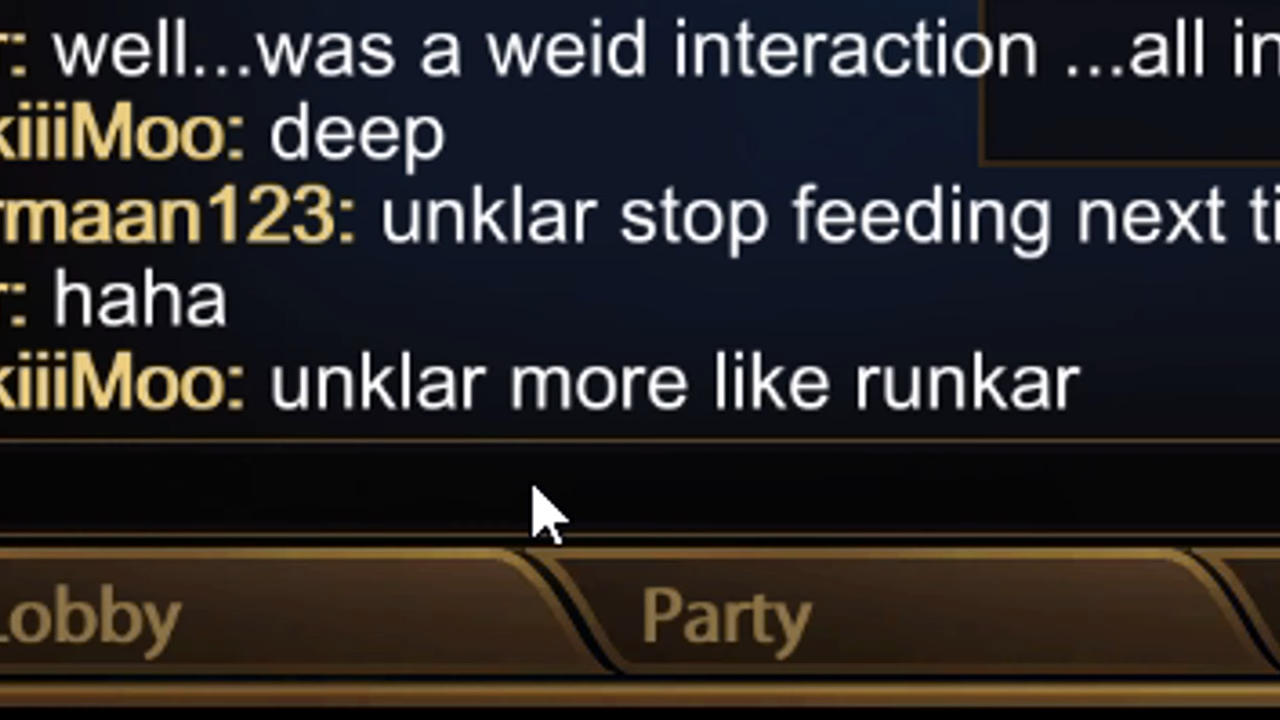 r: well...was a weid interaction ...all in
kiiiMoo: deep
rmaan123: unklar stop feeding next
r: haha
kiiiMoo: unklar more like runkar
Lobby Party